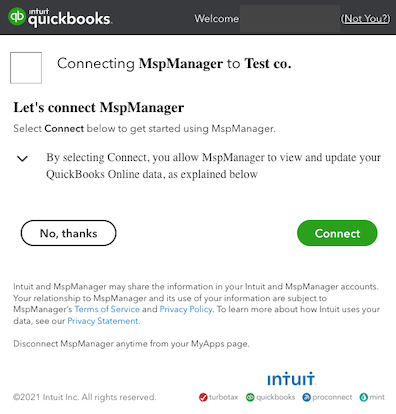 intuit
quickbooks.
Welcome (Not You?)
Connecting MspManager to Test co.
Let's connect MspManager
Select Connect below to get started using MspManager.
By selecting Connect, you allow MspManager to view and update your
QuickBooks Online data, as explained below
No, thanks Connect
Intuit and MspManager may share the information in your Intuit and MspManager accounts.
Your relationship to MspManager and its use of your information are subject to
MspManager's Terms of Service and Privacy Policy. To learn more about how Intuit uses your
data, see our Privacy Statement.
Disconnect MspManager anytime from your MyApps page.
intuit
©2021 Intuit Inc. All rights reserved. turbotax quickbooks proconnect mint